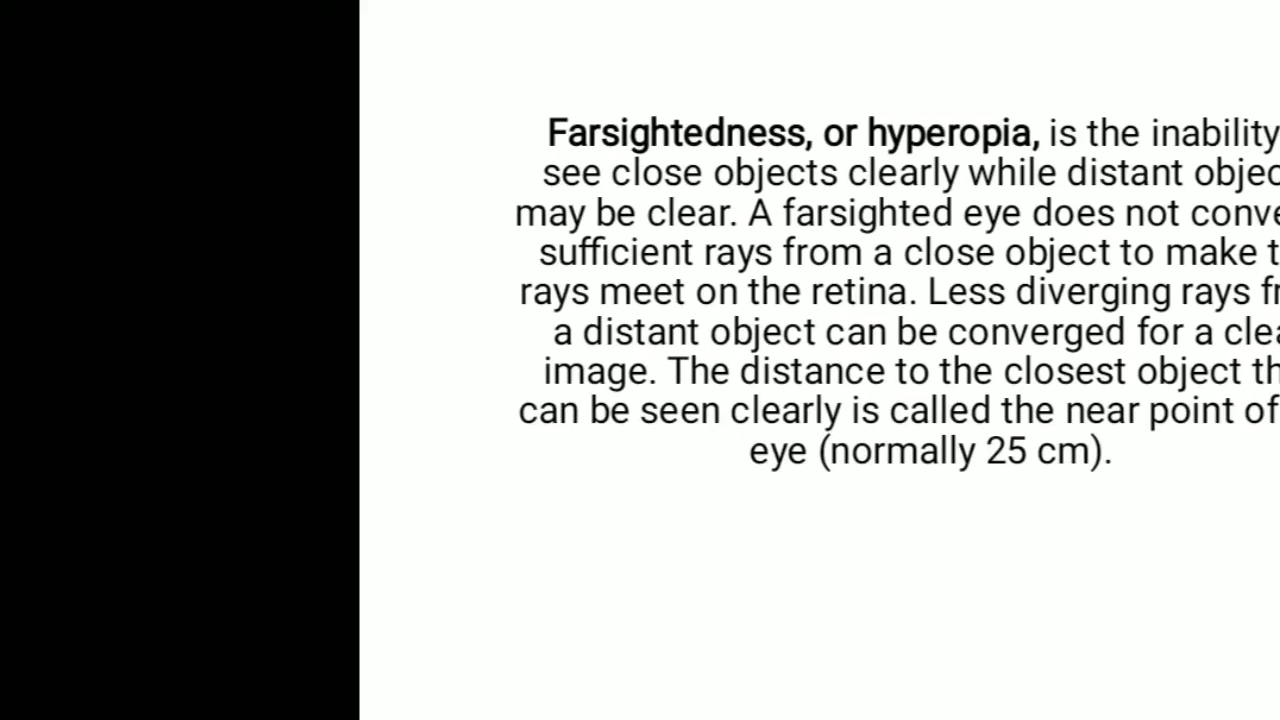 Farsightedness, or hyperopia, is the inability
see close objects clearly while distant
may be clear. A farsighted eye does not
sufficient rays from a close object to make
rays meet on the retina. Less diverging rays
a distant object can be converged for a
image. The distance to the closest object
can be seen clearly is called the near point of
eye (normally 25 cm).